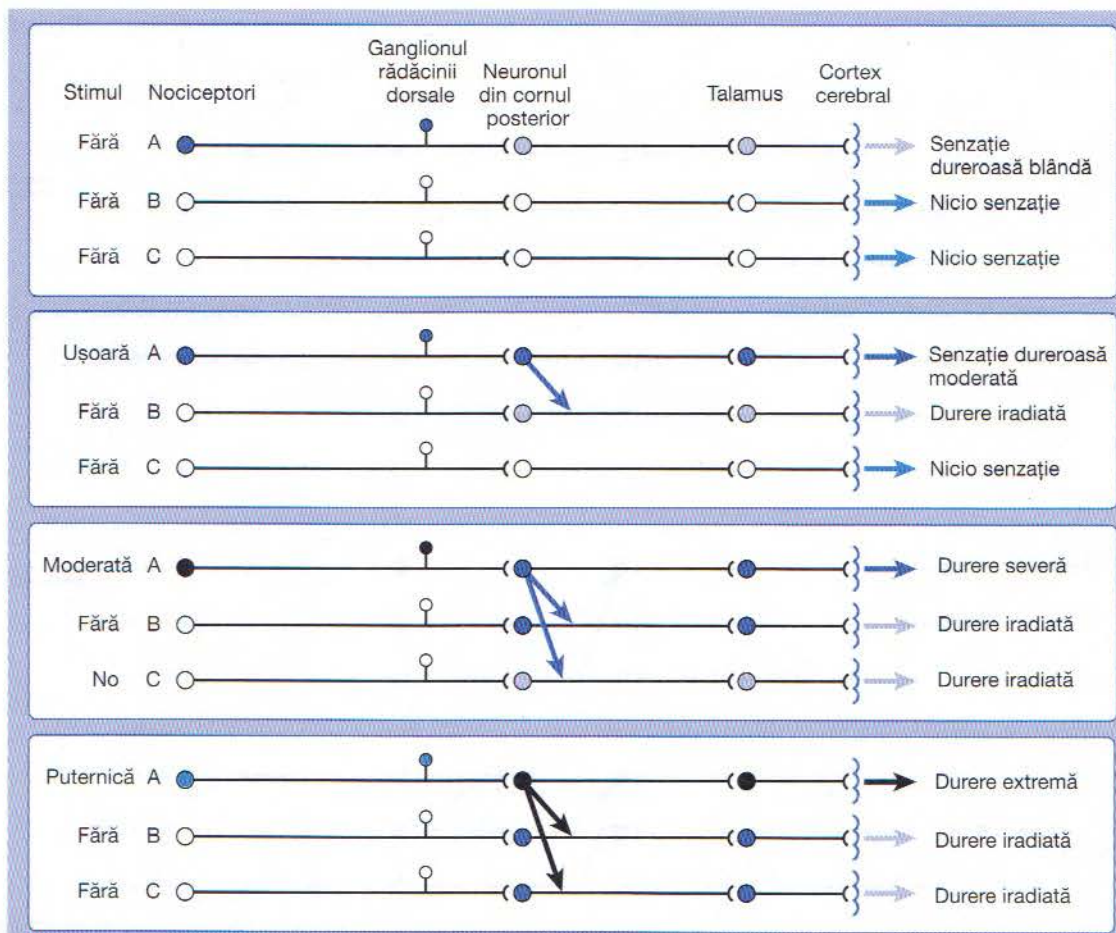 Stimul Nociceptori Ganglionul rădăcinii dorsale Neuronul din cornul posterior Talamus Cortex cerebral
Fără A Senzație dureroasă blândă
Fără B Nicio senzație
Fără C Nicio senzație
Ușoară A Senzație dureroasă moderată
Fără B Durere iradiată
Fără C Nicio senzație
Moderată A Durere severă
Fără B Durere iradiată
No C Durere iradiată
Puternică A Durere extremă
Fără B Durere iradiată
Fără C Durere iradiată